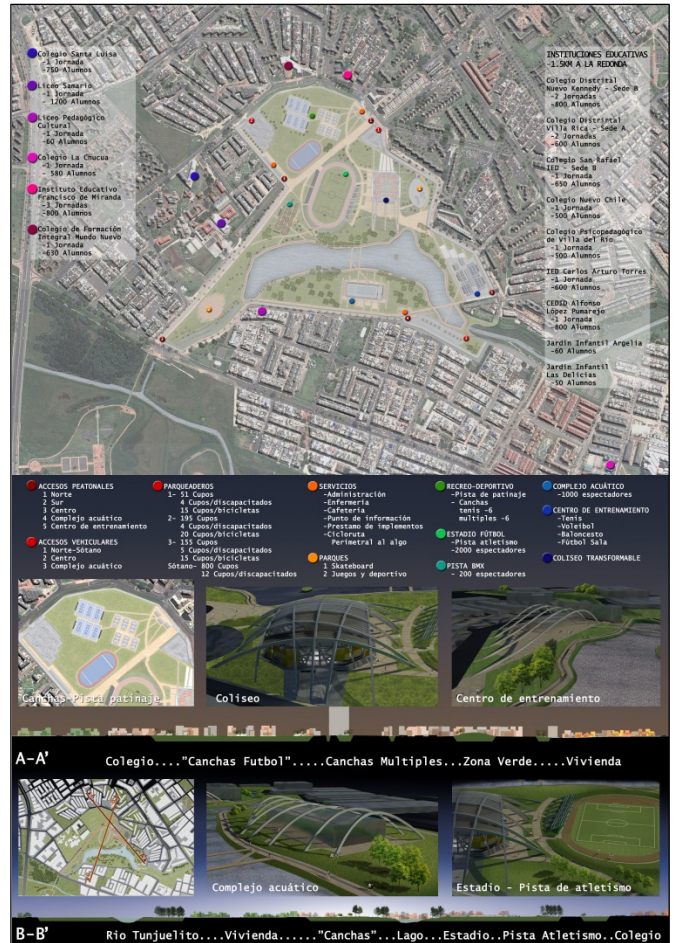 Colegio Santa Luisa
-1 Jornada
-750 Alumnos
Liceo Samario
-1 Jornada
- 1200 Alumnos
Liceo Pedagógico
Cultural
-1 Jornada
-60 Alumnos
Colegio La Chucua
-1 Jornada
- 580 Alumnos
Instituto Educativo
Francisco de Miranda
-3 Jornadas
-800 Alumnos
Colegio de Formación
Integral Mundo Nuevo
-1 Jornada
-630 Alumnos
INSTITUCIONES EDUCATIVAS
-1.5KM A LA REDONDA
Colegio Distrital
Nuevo Kennedy - Sede B
-2 Jornadas
-800 Alumnos
Colegio Distrintal
Villa Rica - Sede A
-2 Jornadas
-600 Alumnos
Colegio San Rafael
IED - Sede B
-1 Jornada
-650 Alumnos
Colegio Nuevo Chile
-1 Jornada
-500 Alumnos
Colegio Psicopedagógico
de Villa del Río
-1 Jornada
-500 Alumnos
IED Carlos Arturo Torres
-1 Jornada
-600 Alumnos
CEDID Alfonso
López Pumarejo
-1 Jornada
-800 Alumnos
Jardin Infantil Argelia
-60 Alumnos
Jardin Infantil
Las Delicias
-50 Alumnos
ACCESOS PEATONALES
1 Norte
2 Sur
3 Centro
4 Complejo acuático
5 Centro de entrenamiento
ACCESOS VEHICULARES
1 Norte-Sótano
2 Centro
3 Complejo acuático
PARQUEADEROS
1- 51 Cupos
4 Cupos/discapacitados
15 Cupos/bicicletas
2- 195 Cupos
4 Cupos/discapacitados
20 Cupos/bicicletas
3- 155 Cupos
5 Cupos/discapacitados
15 Cupos/bicicletas
Sótano- 800 Cupos
12 Cupos/discapacitados
SERVICIOS
-Administración
-Enfermería
-Cafetería
-Punto de información
-Prestamo de implementos
-Cicloruta
Perimetral al algo
PARQUES
1 Skateboard
2 Juegos y deportivo
RECREO-DEPORTIVO
-Pista de patinaje
- Canchas
tenis -6
multiples -6
ESTADIO FÚTBOL
-Pista atletismo
-2000 espectadores
PISTA BMX
- 200 espectadores
COMPLEJO ACUÁTICO
-1000 espectadores
CENTRO DE ENTRENAMIENTO
-Tenis
-Voleibol
-Baloncesto
-Fútbol Sala
COLISEO TRANSFORMABLE
Canchas-Pista patinaje
Coliseo
Centro de entrenamiento
A-A'
Colegio...."Canchas Futbol".....Canchas Multiples...Zona Verde.....Vivienda
Complejo acuático
Estadio - Pista de atletismo
B-B'
Rio Tunjuelito....Vivienda......"Canchas"...Lago...Estadio..Pista Atletismo..Colegio